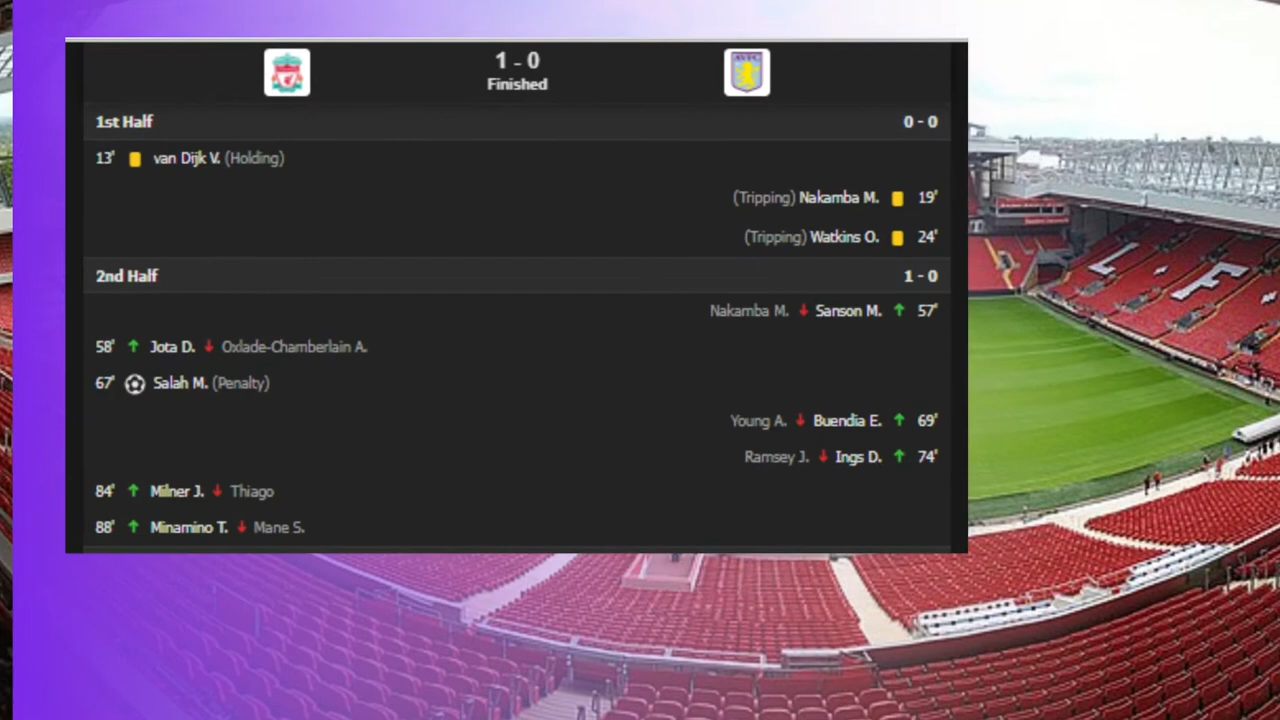 1 - 0
AVFC
Finished
1st Half 0 - 0
13' van Dijk V. (Holding)
(Tripping) Nakamba M. 19'
(Tripping) Watkins O. 24'
2nd Half 1 - 0
Nakamba M. Sanson M. 57'
58' Jota D. Oxlade-Chamberlain A.
67' Salah M. (Penalty)
Young A. Buendia E. 69'
Ramsey J. Ings D. 74'
84' Milner J. Thiago
88' Minamino T. Mane S.
L . F .